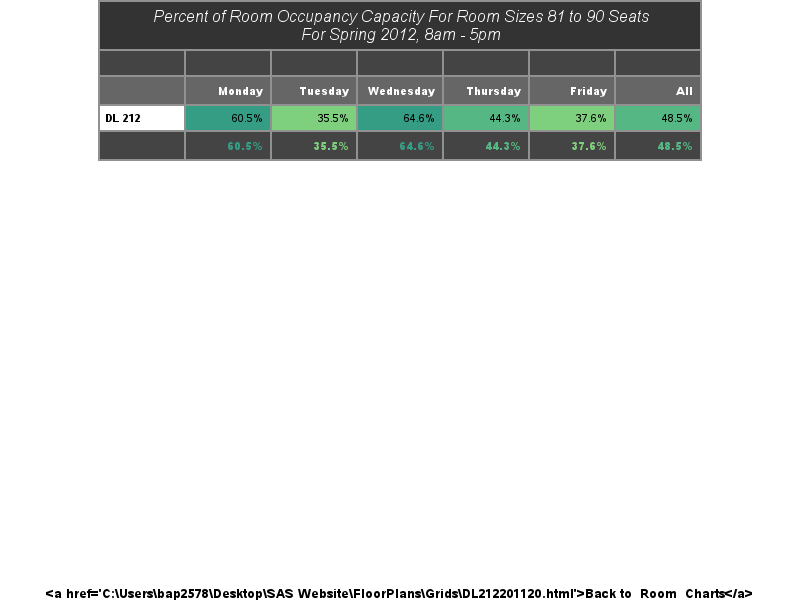 Percent of Room Occupancy Capacity For Room Sizes 81 to 90 Seats
For Spring 2012, 8am - 5pm
Monday Tuesday Wednesday Thursday Friday All
DL 212 60.5% 35.5% 64.6% 44.3% 37.6% 48.5%
60.5% 35.5% 64.6% 44.3% 37.6% 48.5%
<a href='C:\Users\bap2578\Desktop\SAS Website\FloorPlans\Grids\DL212201120.html'>Back to Room Charts</a>